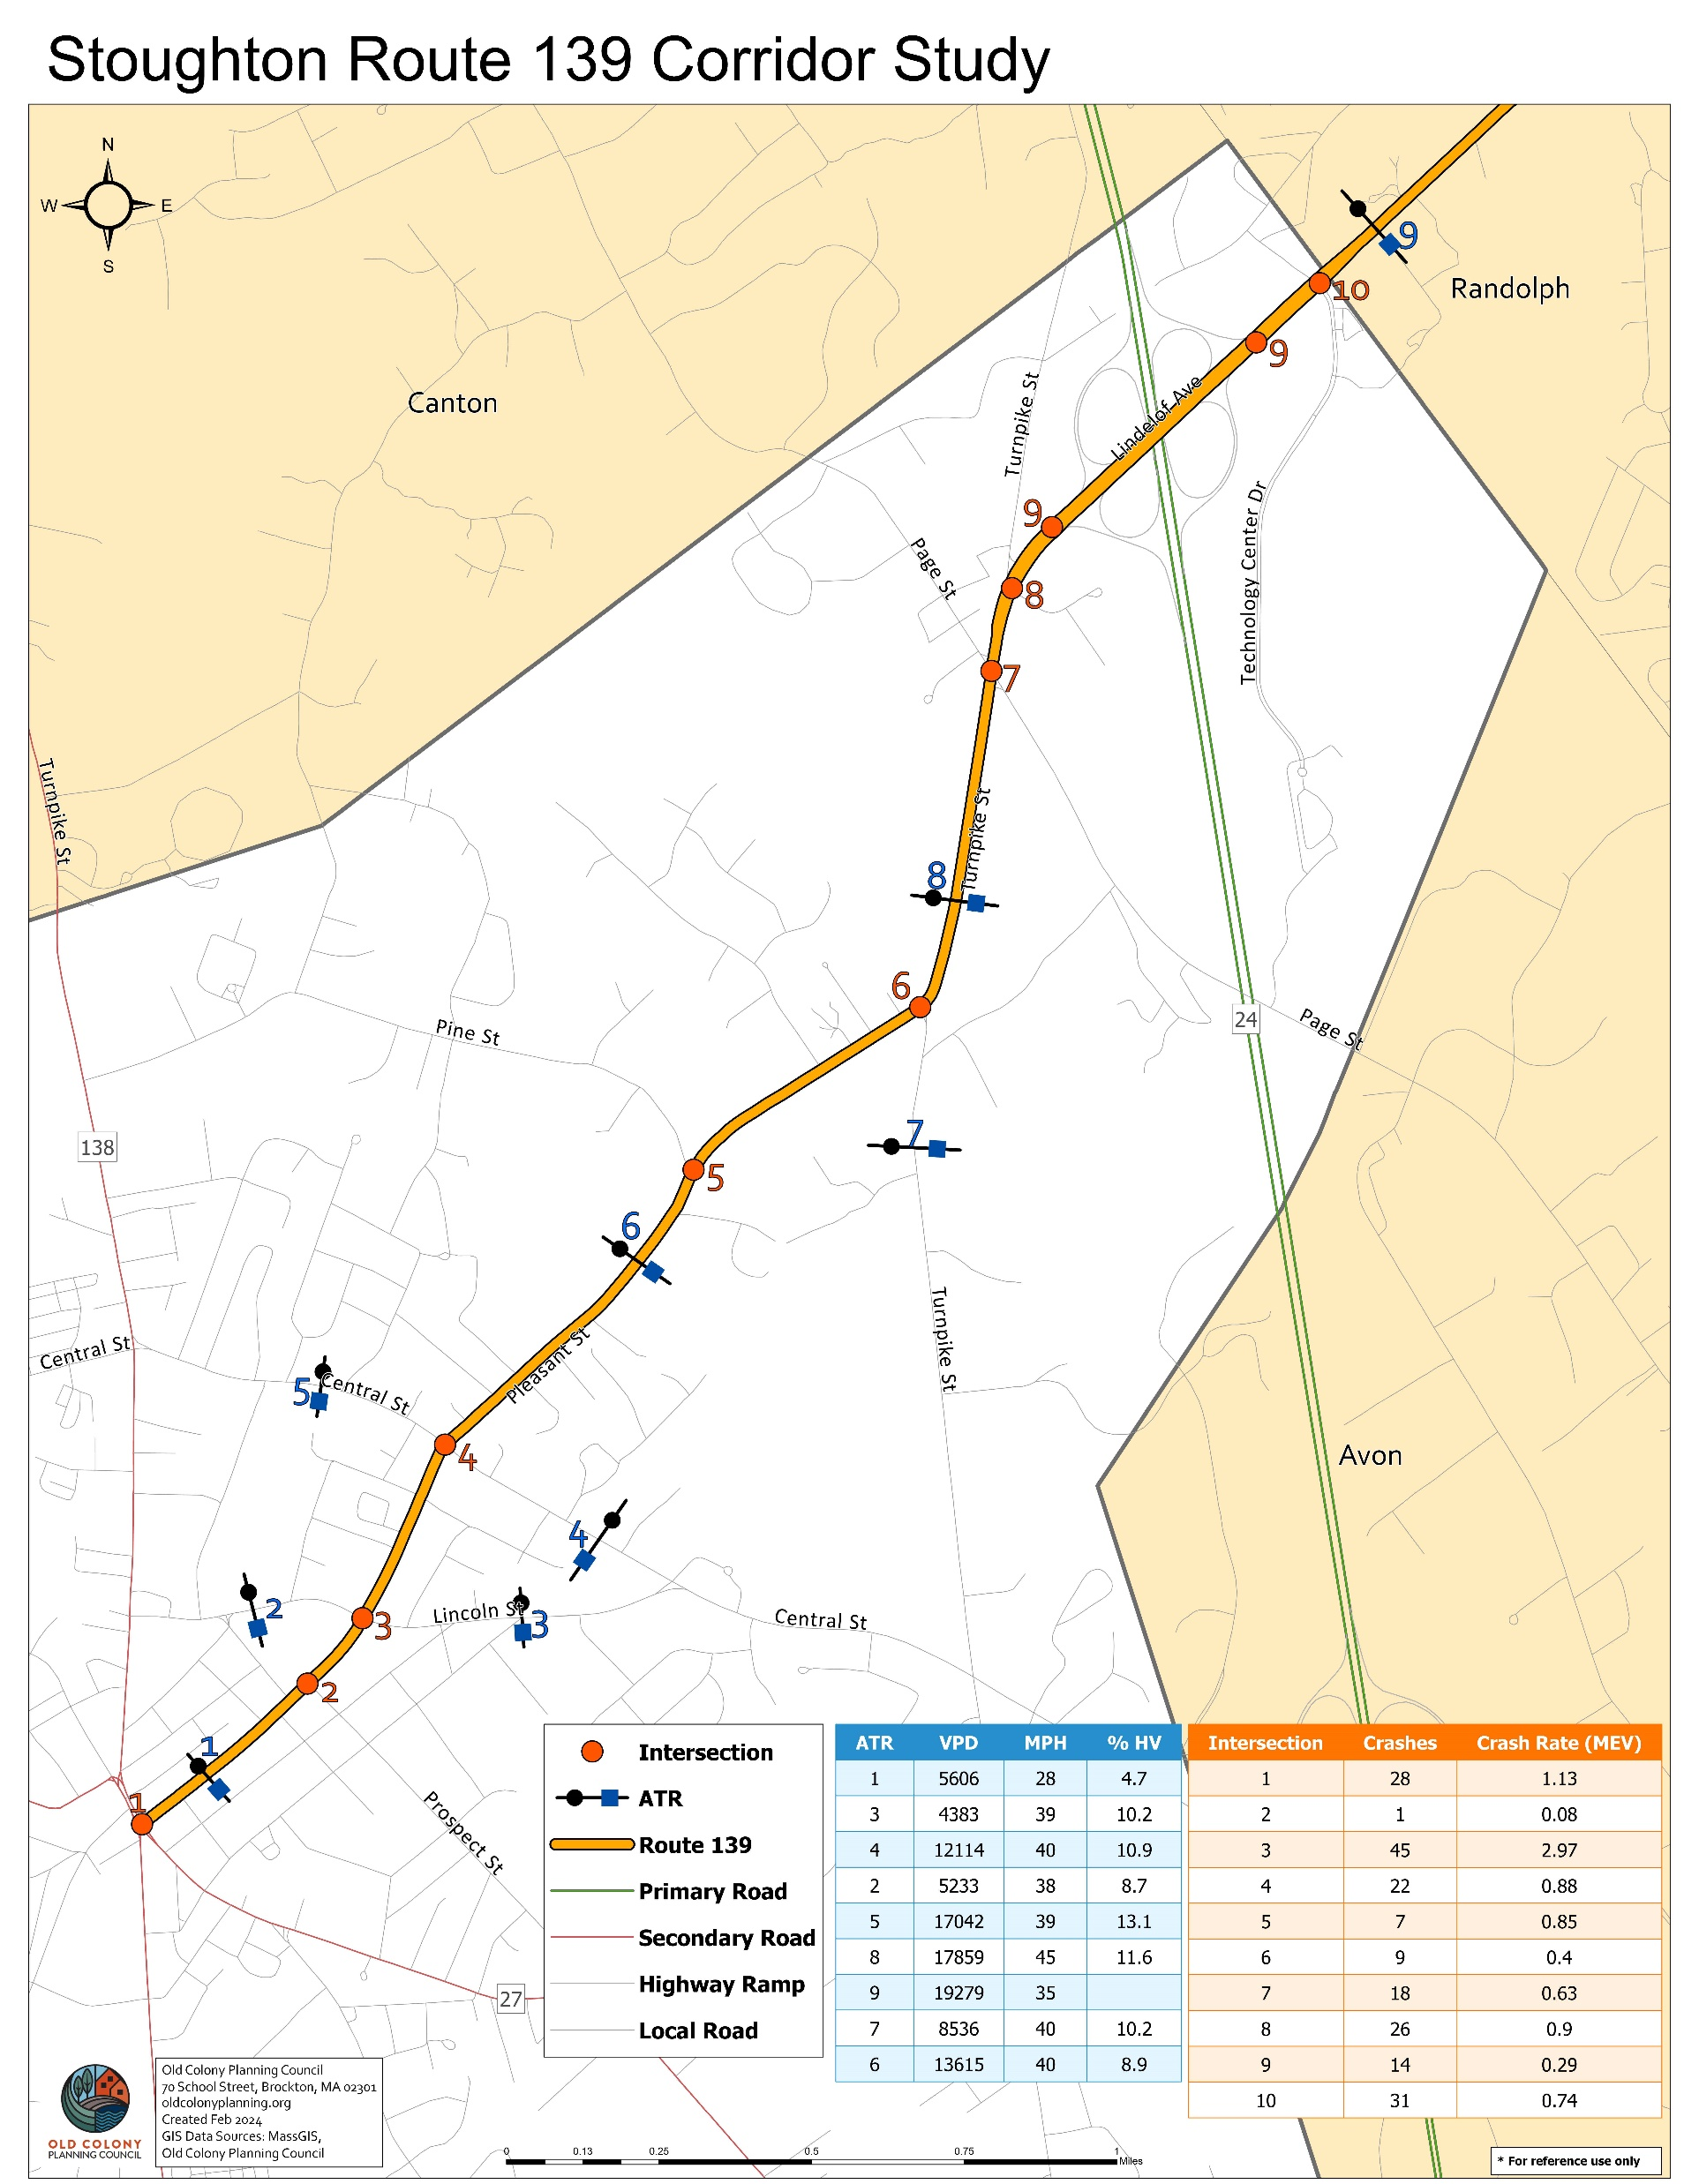 Stoughton Route 139 Corridor Study
N
W E
S
9
Randolph
10
9
Canton
Turnpike St
Lindelof Ave
9
Technology Center Dr
Page St
8
7
Turnpike St
Turnpike St
8
6
24
Page St
Pine St
138
7
5
6
Turnpike St
Central St
Pleasant St
5
Central St
4
Avon
4
2
Lincoln St
3
3
Central St
2
1
1
Prospect St
27
Intersection
ATR
Route 139
Primary Road
Secondary Road
Highway Ramp
Local Road
ATR VPD MPH % HV
1 5606 28 4.7
3 4383 39 10.2
4 12114 40 10.9
2 5233 38 8.7
5 17042 39 13.1
8 17859 45 11.6
9 19279 35
7 8536 40 10.2
6 13615 40 8.9
Intersection Crashes Crash Rate (MEV)
1 28 1.13
2 1 0.08
3 45 2.97
4 22 0.88
5 7 0.85
6 9 0.4
7 18 0.63
8 26 0.9
9 14 0.29
10 31 0.74
OLD COLONY
PLANNING COUNCIL
Old Colony Planning Council
70 School Street, Brockton, MA 02301
oldcolonyplanning.org
Created Feb 2024
GIS Data Sources: MassGIS,
Old Colony Planning Council
0 0.13 0.25 0.5 0.75 1
Miles
* For reference use only